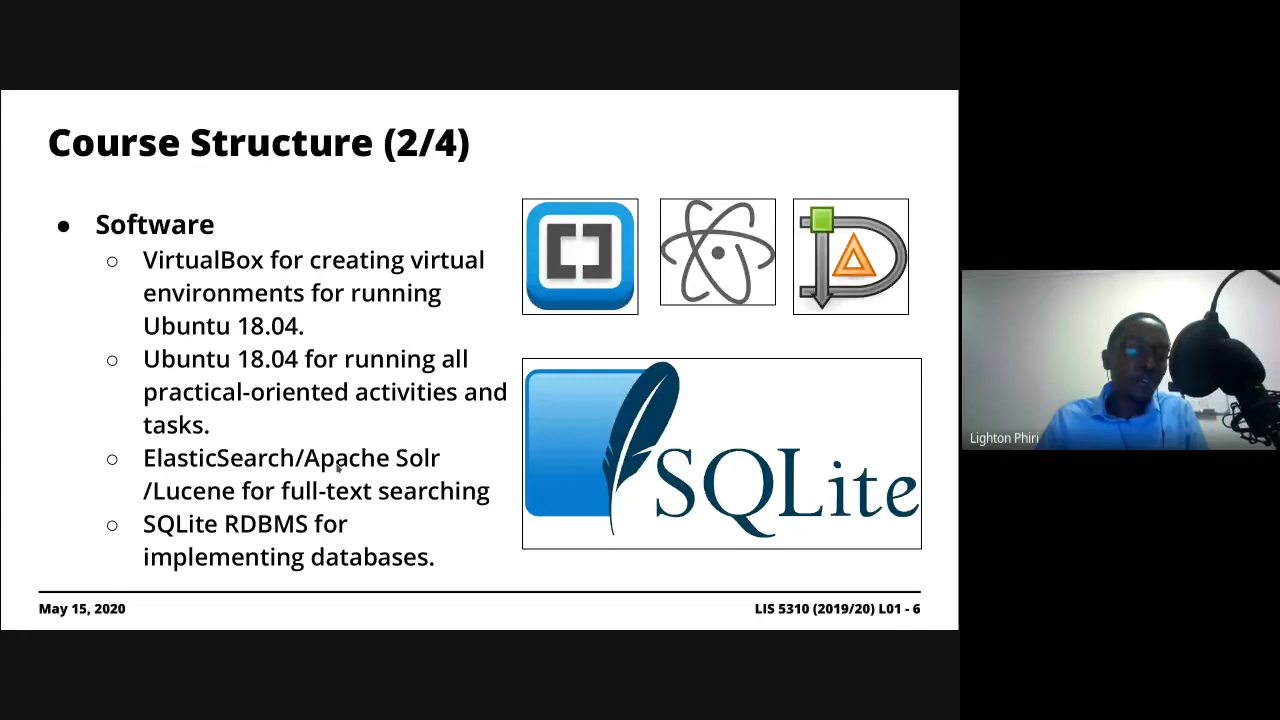 Course Structure (2/4)
● Software
○ VirtualBox for creating virtual
environments for running
Ubuntu 18.04.
○ Ubuntu 18.04 for running all
practical-oriented activities and
tasks.
○ ElasticSearch/Apache Solr
/Lucene for full-text searching
○ SQLite RDBMS for
implementing databases.
SQLite
May 15, 2020
LIS 5310 (2019/20) L01 - 6
Lighton Phiri